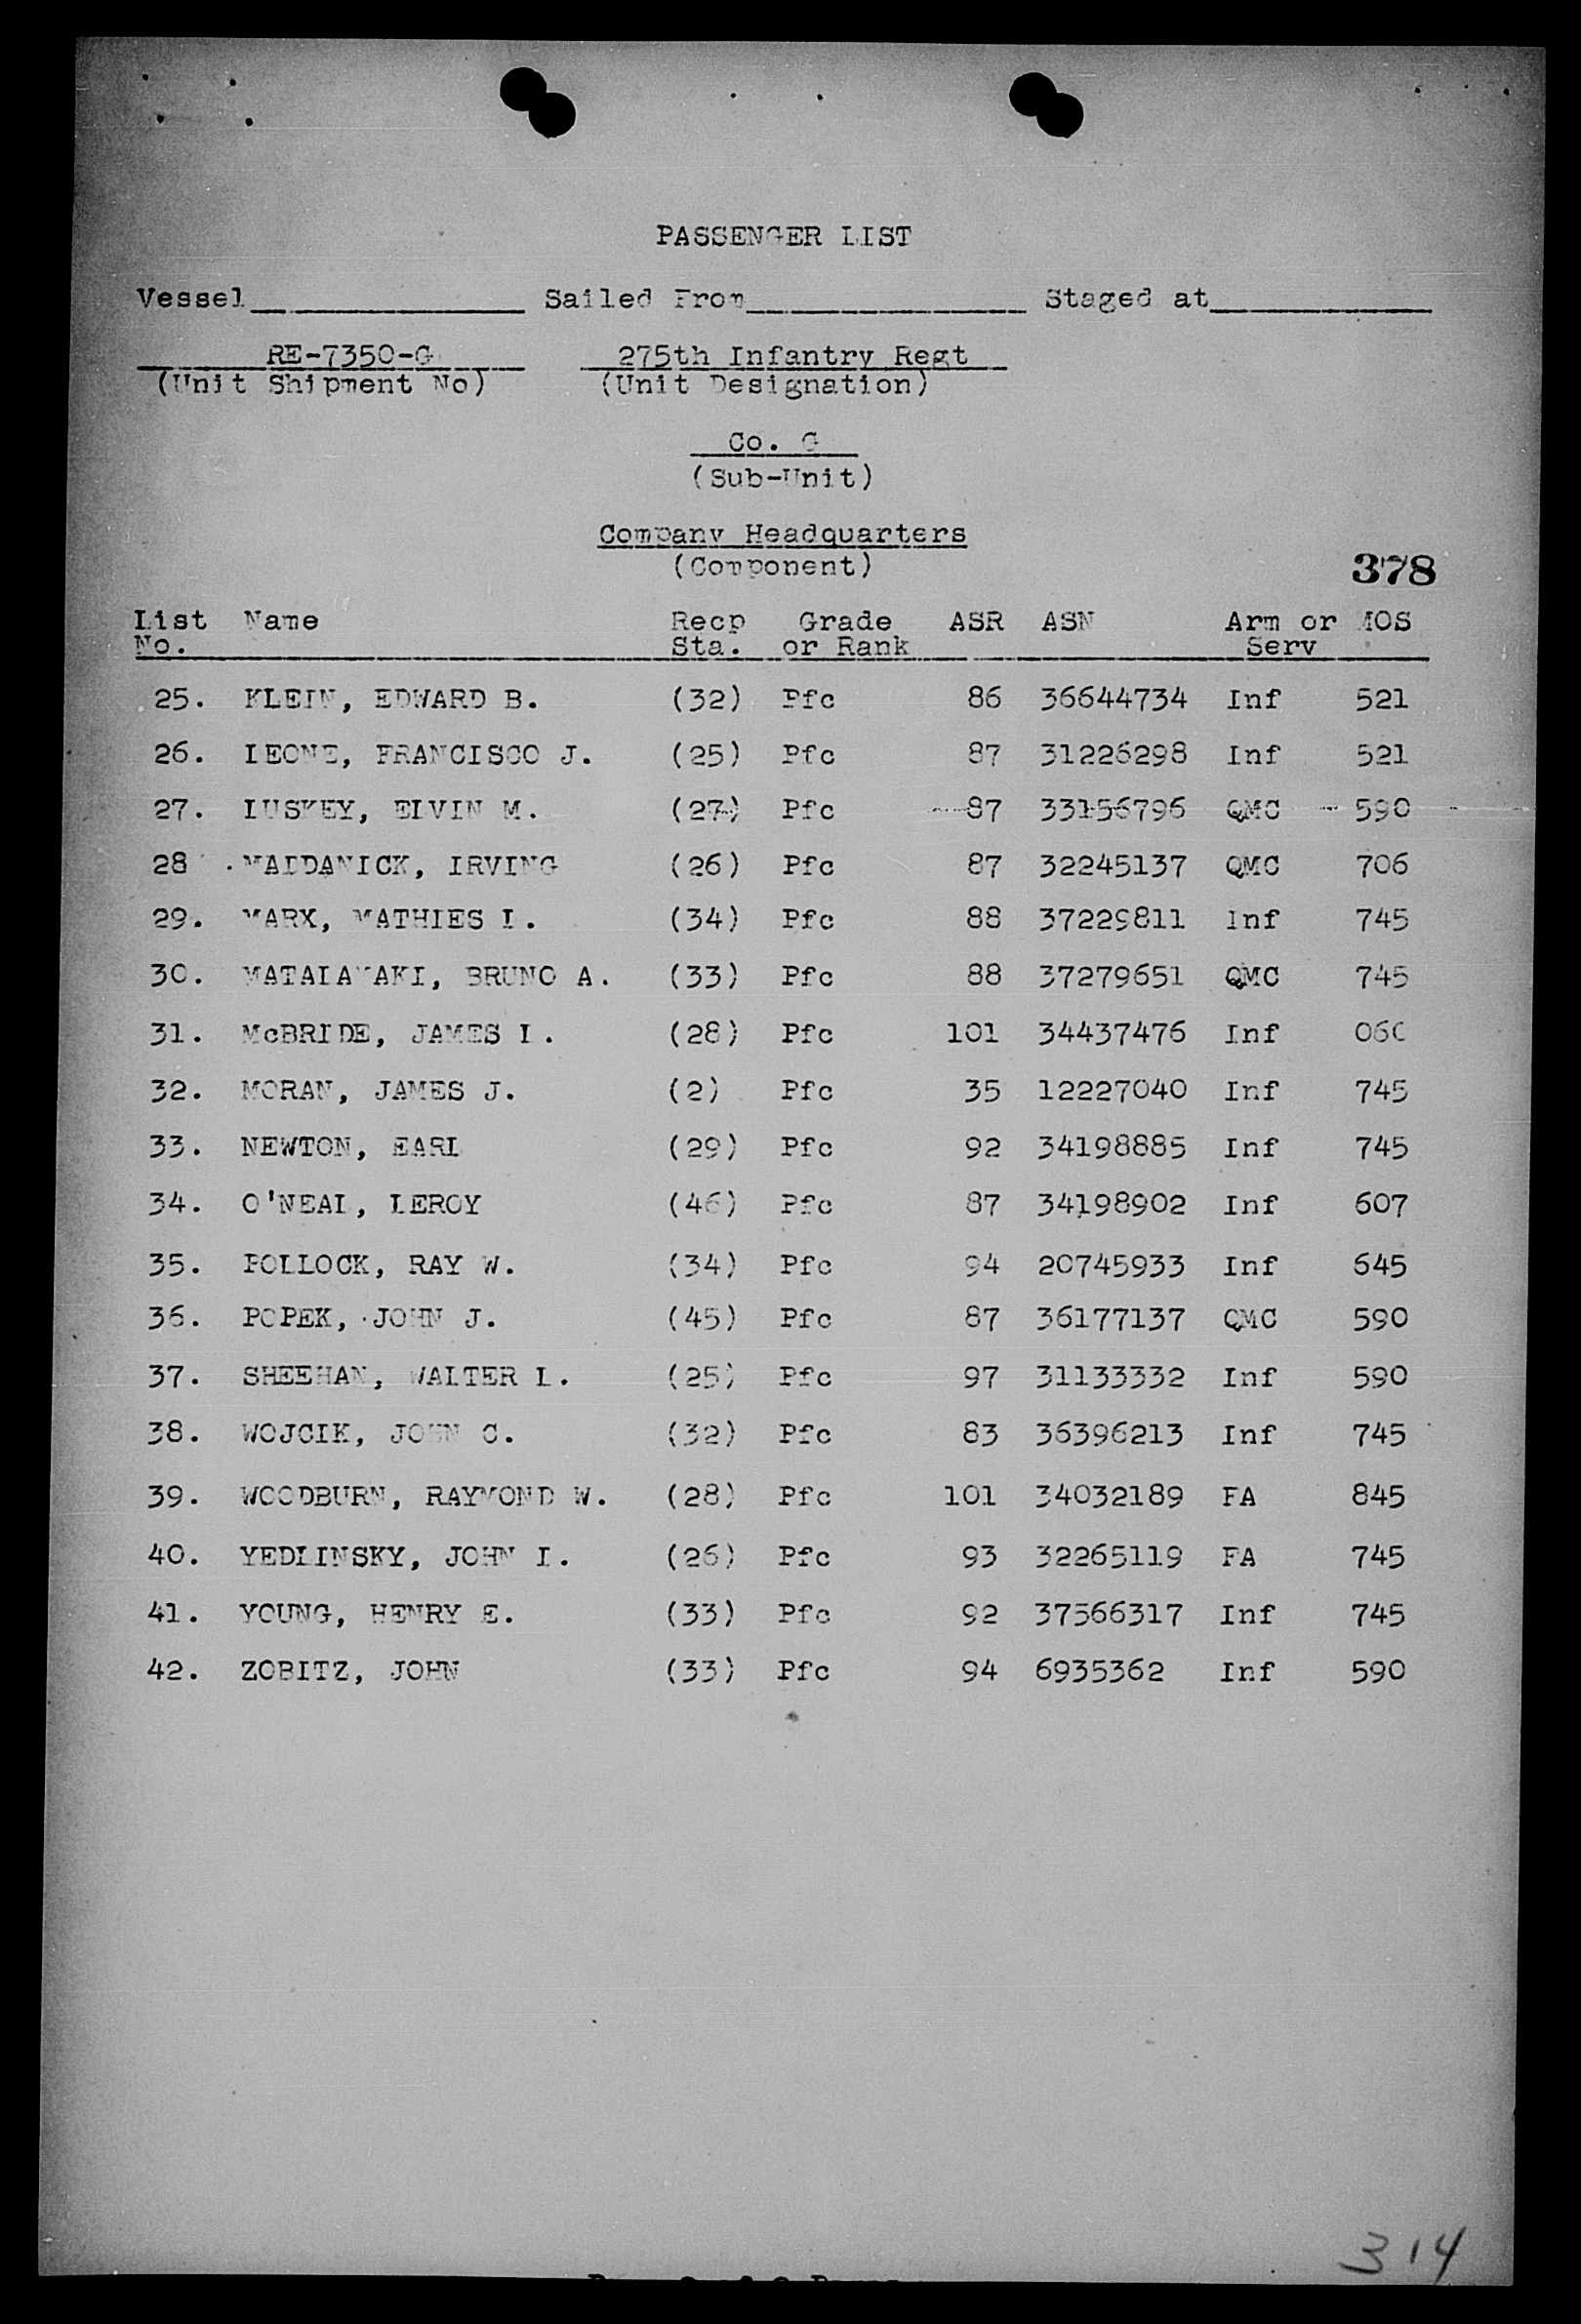 PASSENGER LIST
Vessel Sailed From Staged at
RE-7350-G 275th Infantry Regt
(Unit Shipment No) (Unit Designation)
Co. G
(Sub-Unit)
Company Headquarters
(Component) 378
List Name Recp Grade ASR ASN Arm or MOS
No. Sta. or Rank Serv
25. KLEIN, EDWARD B. (32) Pfc 86 36644734 Inf 521
26. LEONE, FRANCISCO J. (25) Pfc 87 31226298 Inf 521
27. LUSKEY, ELVIN M. (27) Pfc 87 33156796 QMC 590
28. MAIDANICK, IRVING (26) Pfc 87 32245137 QMC 706
29. MARX, MATHIES L. (34) Pfc 88 37229811 Inf 745
30. MATALAMAKI, BRUNO A. (33) Pfc 88 37279651 QMC 745
31. McBRIDE, JAMES L. (28) Pfc 101 34437476 Inf 060
32. MORAN, JAMES J. (2) Pfc 35 12227040 Inf 745
33. NEWTON, EARL (29) Pfc 92 34198885 Inf 745
34. O'NEAL, LEROY (46) Pfc 87 34198902 Inf 607
35. POLLOCK, RAY W. (34) Pfc 94 20745933 Inf 645
36. POPEK, JOHN J. (45) Pfc 87 36177137 QMC 590
37. SHEEHAN, WALTER L. (25) Pfc 97 31133332 Inf 590
38. WOJCIK, JOHN C. (32) Pfc 83 36396213 Inf 745
39. WOODBURN, RAYMOND W. (28) Pfc 101 34032189 FA 845
40. YEDLINSKY, JOHN L. (26) Pfc 93 32265119 FA 745
41. YOUNG, HENRY E. (33) Pfc 92 37566317 Inf 745
42. ZOBITZ, JOHN (33) Pfc 94 6935362 Inf 590
314